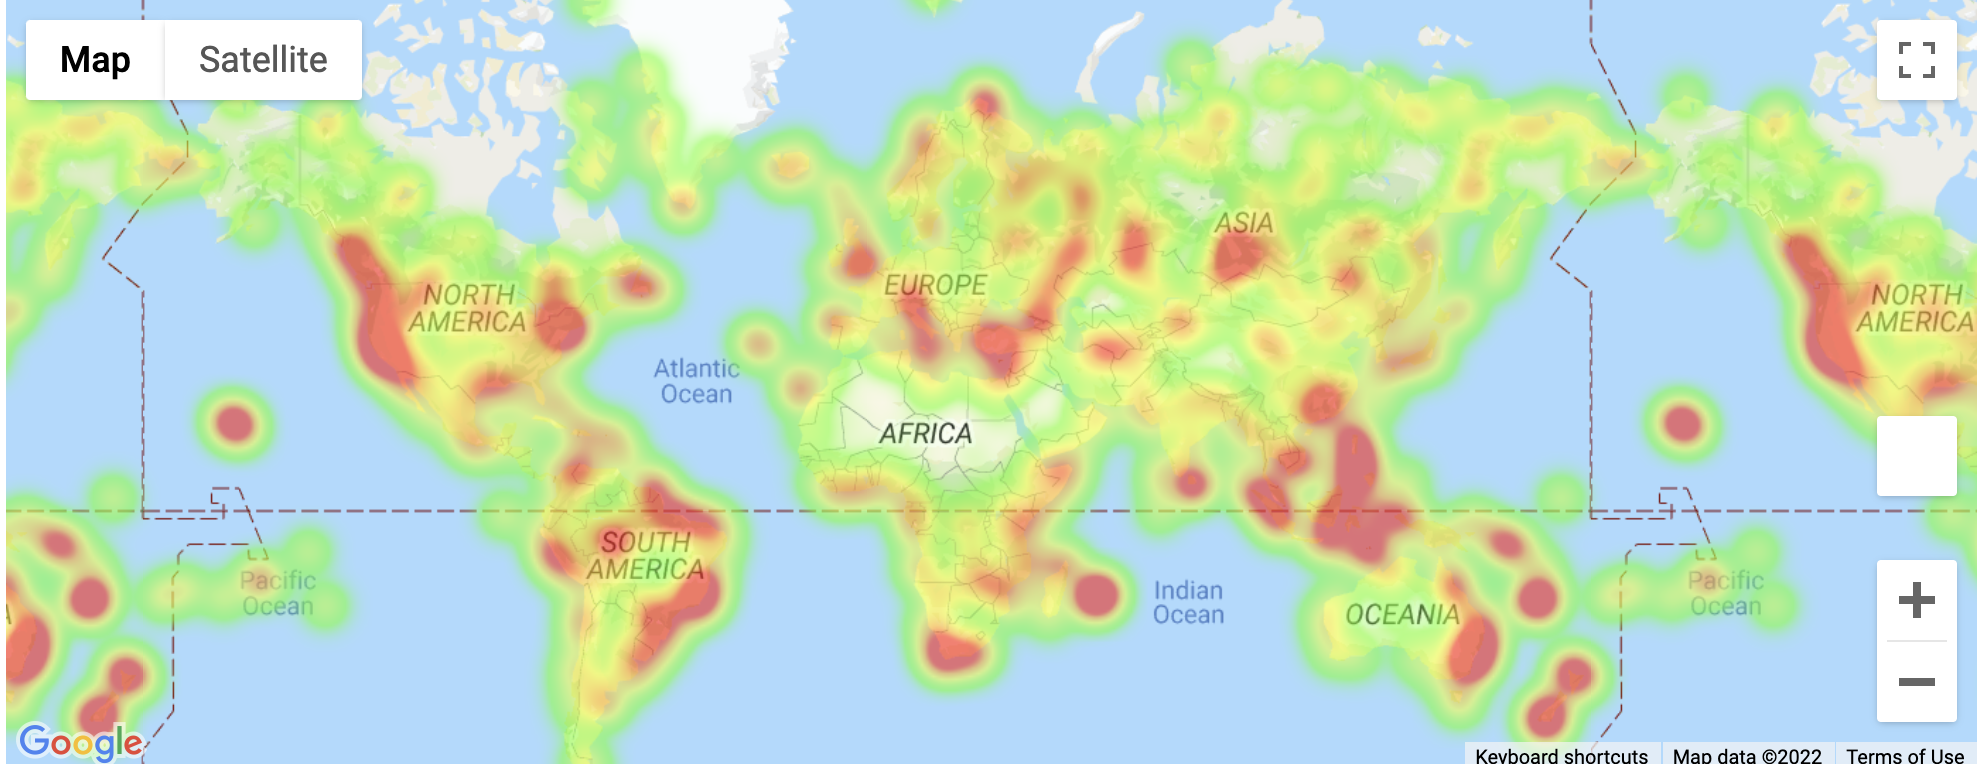 Map
Satellite
ASIA
EUROPE
NORTH
AMERICA
NORTH
AMERICA
Atlantic
Ocean
AFRICA
SOUTH
AMERICA
Pacific
Ocean
Indian
Ocean
OCEANIA
Pacific
Ocean
A
Google
Keyboard shortcuts
Map data ©2022
Terms of Use